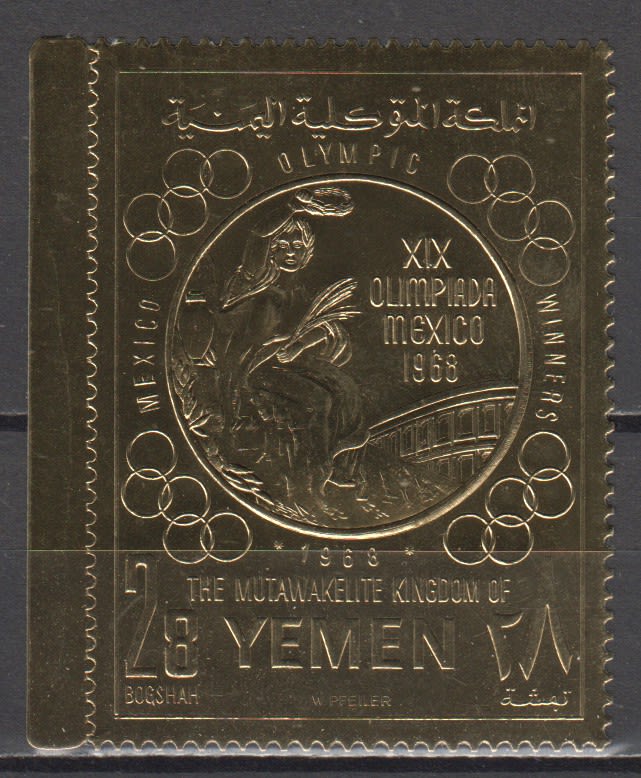 المملكة المتوكلية اليمنية
OLYMPIC
MEXICO
WINNERS
XIX
OLIMPIADA
MEXICO
1968
* 1968 *
THE MUTAWAKELITE KINGDOM OF
28 YEMEN ٢٨
BOGSHAH W. PFEILER بقشة